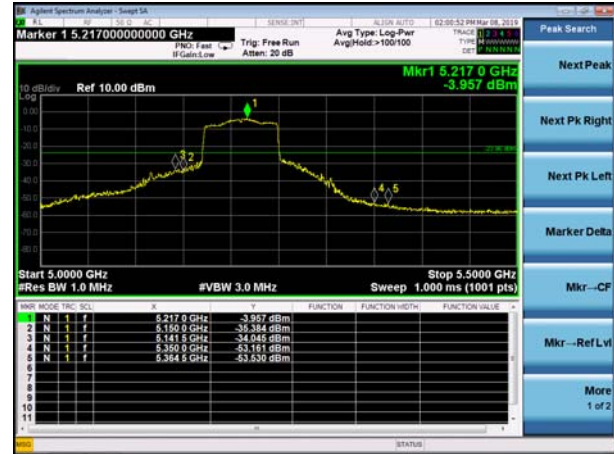 Agilent Spectrum Analyzer - Swept SA
RL RF 50 Ω AC SENSE:INT ALIGN AUTO 02:00:52 PM Mar 08, 2019
Marker 1 5.217000000000 GHz
PNO: Fast
IFGain:Low
Trig: Free Run
Atten: 20 dB
Avg Type: Log-Pwr
Avg|Hold:>100/100
TRACE 1 2 3 4 5 6
TYPE
DET P N N N N N
Peak Search
Mkr1 5.217 0 GHz
-3.957 dBm
10 dB/div Ref 10.00 dBm
Log
0.00
-10.0
-20.0
-30.0
-40.0
-50.0
-60.0
-70.0
-80.0
1
3 2
4 5
Start 5.0000 GHz
Stop 5.5000 GHz
#Res BW 1.0 MHz
#VBW 3.0 MHz
Sweep 1.000 ms (1001 pts)
MKR MODE TRC SCL X Y FUNCTION FUNCTION WIDTH FUNCTION VALUE
1 N 1 f 5.217 0 GHz -3.957 dBm
2 N 1 f 5.150 0 GHz -35.384 dBm
3 N 1 f 5.141 5 GHz -34.045 dBm
4 N 1 f 5.350 0 GHz -53.161 dBm
5 N 1 f 5.364 5 GHz -53.530 dBm
6
7
8
9
10
11
MSG
STATUS
Next Peak
Next Pk Right
Next Pk Left
Marker Delta
Mkr→CF
Mkr→Ref Lvl
More
1 of 2